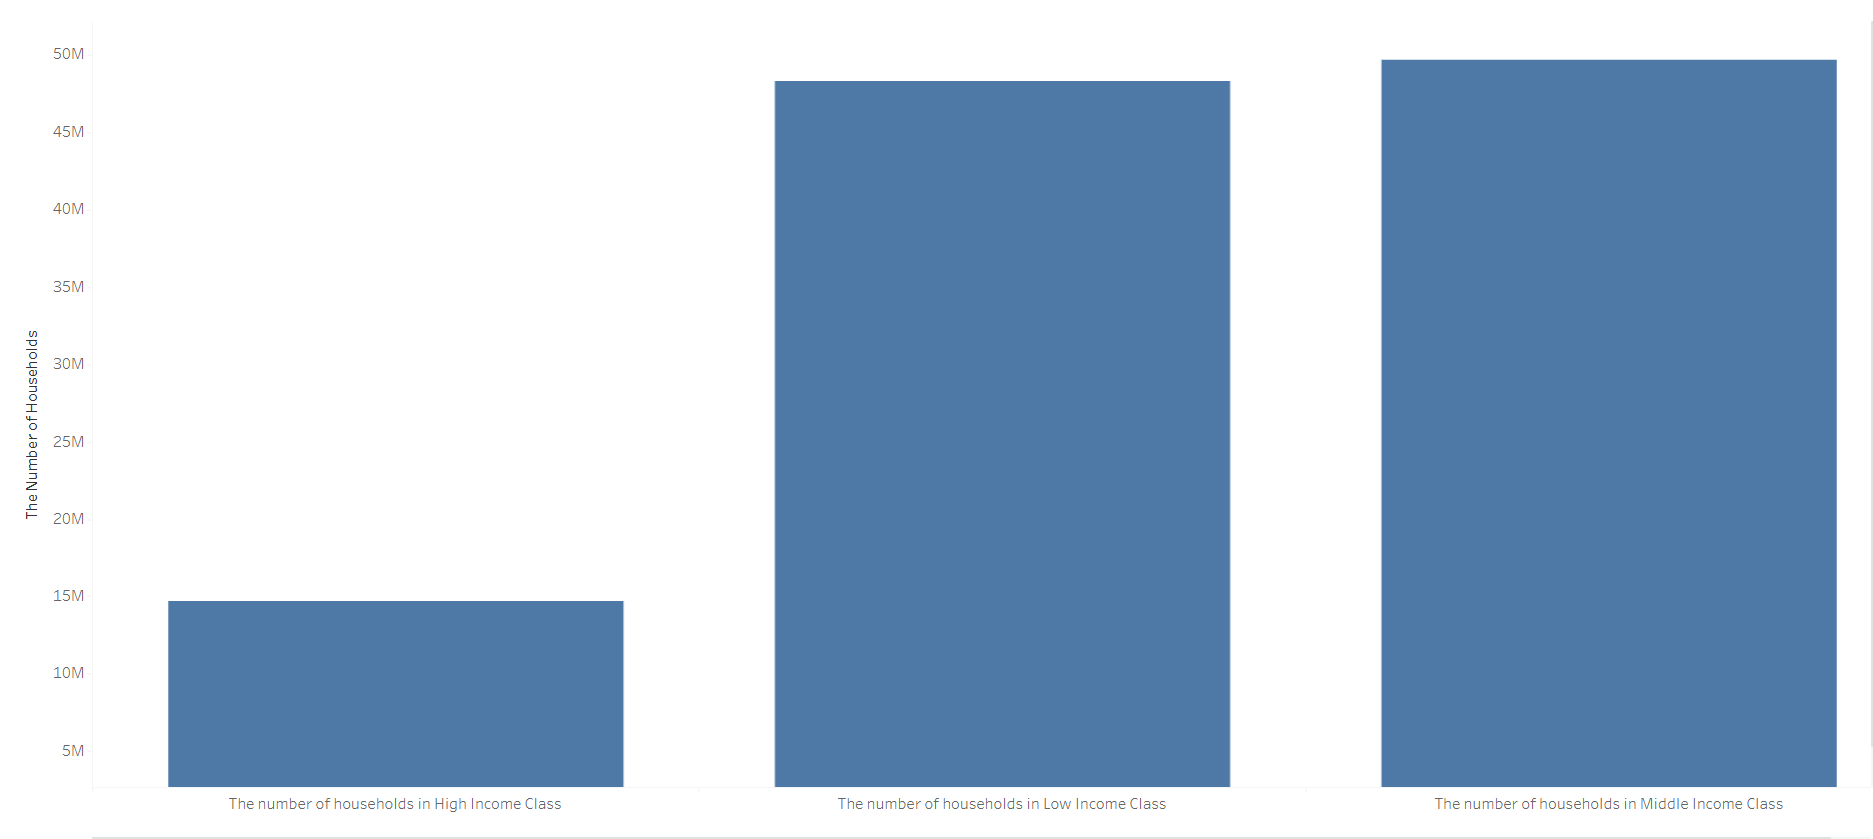 The Number of Households
50M
45M
40M
35M
30M
25M
20M
15M
10M
5M
The number of households in High Income Class
The number of households in Low Income Class
The number of households in Middle Income Class